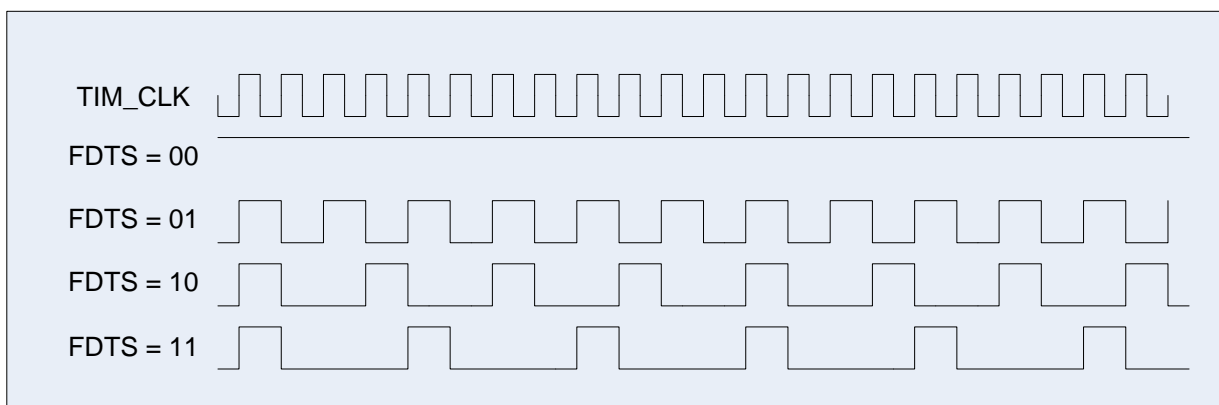 TIM_CLK
FDTS = 00
FDTS = 01
FDTS = 10
FDTS = 11